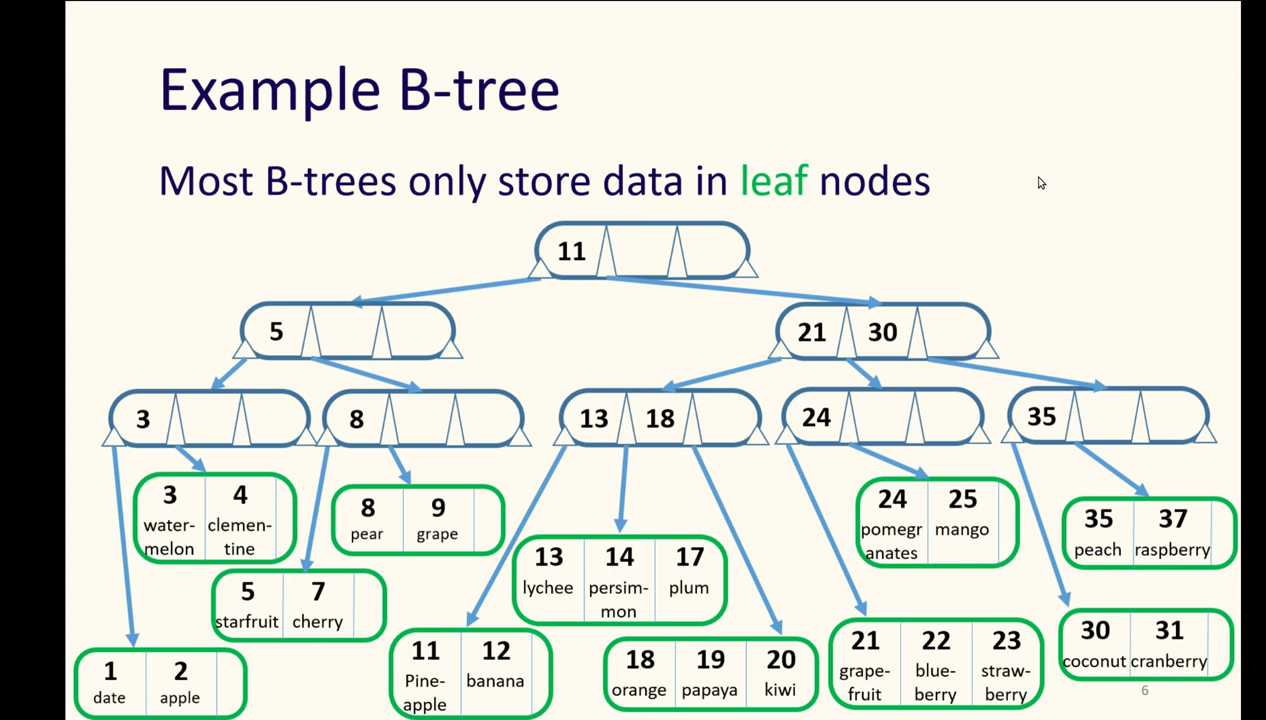 Example B-tree
Most B-trees only store data in leaf nodes
11
5
21 30
3
8
13 18
24
35
3 4
water- clemen-
melon tine
8 9
pear grape
24 25
pomegr mango
anates
35 37
peach raspberry
13 14 17
lychee persim- plum
mon
5 7
starfruit cherry
1 2
date apple
11 12
Pine- banana
apple
18 19 20
orange papaya kiwi
21 22 23
grape- blue- straw-
fruit berry berry
30 31
coconut cranberry
6